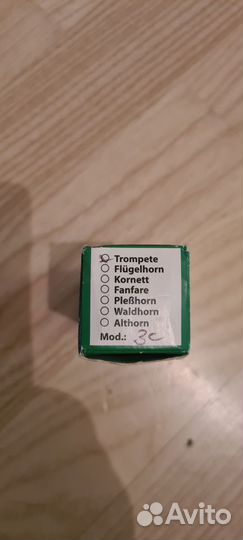 Trompete
Flügelhorn
Kornett
Fanfare
Pleßhorn
Waldhorn
Althorn
Mod.: 3C
Avito